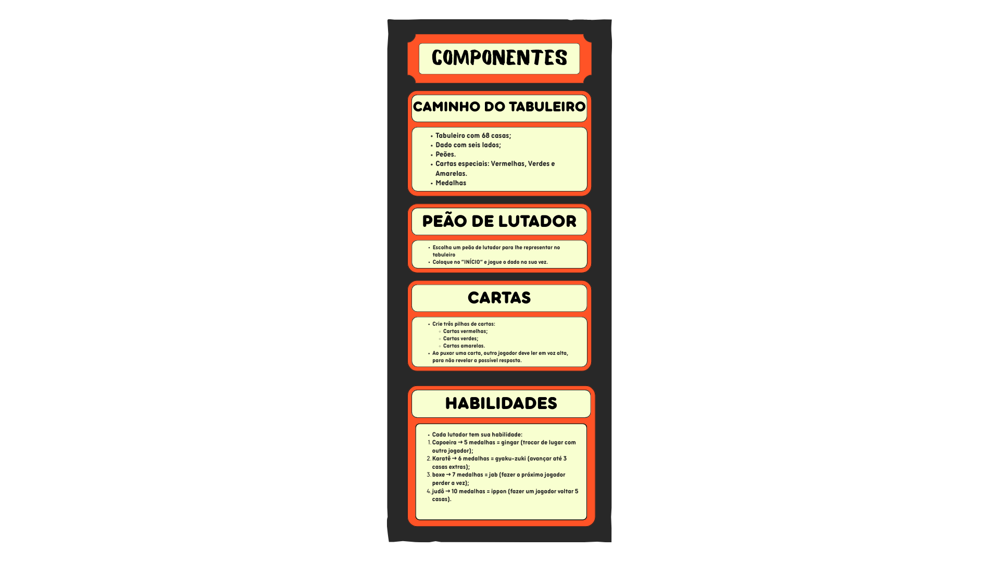 COMPONENTES
CAMINHO DO TABULEIRO
• Tabuleiro com 68 casas;
• Dado com seis lados;
• Peões.
• Cartas especiais: Vermelhas, Verdes e
Amarelas.
• Medalhas
PEÃO DE LUTADOR
• Escolha um peão de lutador para lhe representar no
tabuleiro
• Coloque no "INÍCIO" e jogue o dado na sua vez.
CARTAS
• Crie três pilhas de cartas:
◦ Cartas vermelhas;
◦ Cartas verdes;
◦ Cartas amarelas.
• Ao puxar uma carta, outro jogador deve ler em voz alta,
para não revelar a possível resposta.
HABILIDADES
• Cada lutador tem sua habilidade:
1. Capoeira → 5 medalhas = gingar (trocar de lugar com
outro jogador);
2. Karatê → 6 medalhas = gyaku-zuki (avançar até 3
casas extras);
3. boxe → 7 medalhas = jab (fazer o próximo jogador
perder a vez);
4. judô → 10 medalhas = ippon (fazer um jogador voltar 5
casas).